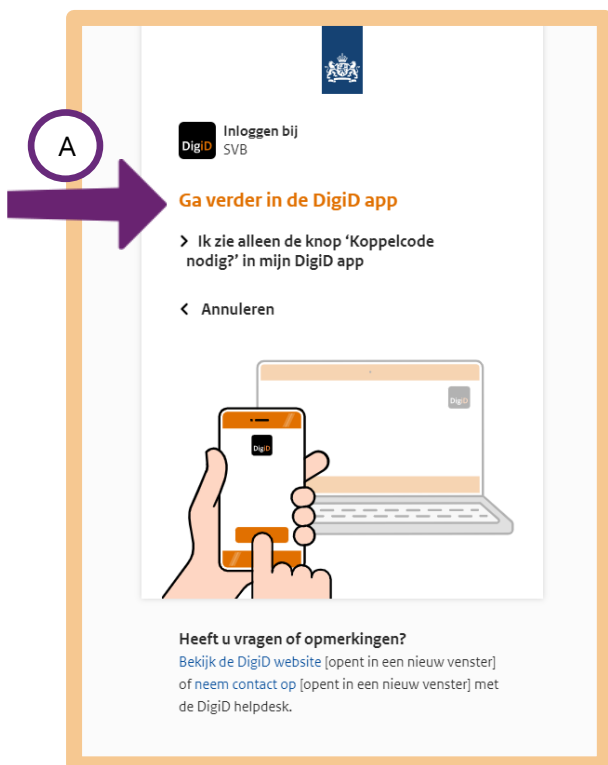 A
DigiD
Inloggen bij
SVB
Ga verder in de DigiD app
> Ik zie alleen de knop ‘Koppelcode
nodig?’ in mijn DigiD app
< Annuleren
DigiD
DigiD
Heeft u vragen of opmerkingen?
Bekijk de DigiD website [opent in een nieuw venster]
of neem contact op [opent in een nieuw venster] met
de DigiD helpdesk.